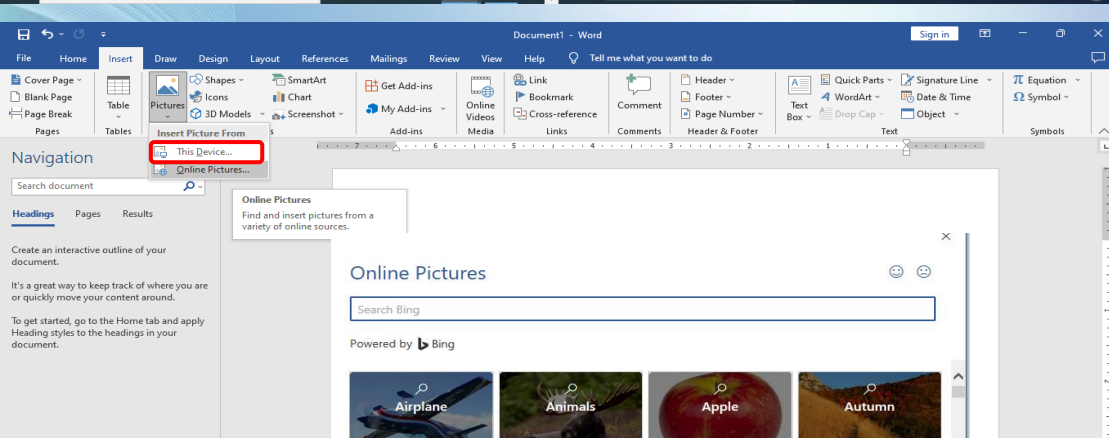 Document1 - Word
Sign in
File Home Insert Draw Design Layout References Mailings Review View Help Tell me what you want to do
Cover Page
Blank Page
Page Break
Pages
Table
Tables
Pictures
Shapes
Icons
3D Models
SmartArt
Chart
Screenshot
s
Get Add-ins
My Add-ins
Add-ins
Online
Videos
Media
Link
Bookmark
Cross-reference
Links
Comment
Comments
Header
Footer
Page Number
Header & Footer
Text
Box
Quick Parts
WordArt
Drop Cap
Signature Line
Date & Time
Object
Text
Equation
Symbol
Symbols
Insert Picture From
This Device...
Online Pictures...
7 6 5 4 3 2 1 1
Navigation
Search document
Headings Pages Results
Create an interactive outline of your
document.
It's a great way to keep track of where you are
or quickly move your content around.
To get started, go to the Home tab and apply
Heading styles to the headings in your
document.
Online Pictures
Find and insert pictures from a
variety of online sources.
Online Pictures
Search Bing
Powered by Bing
Airplane Animals Apple Autumn